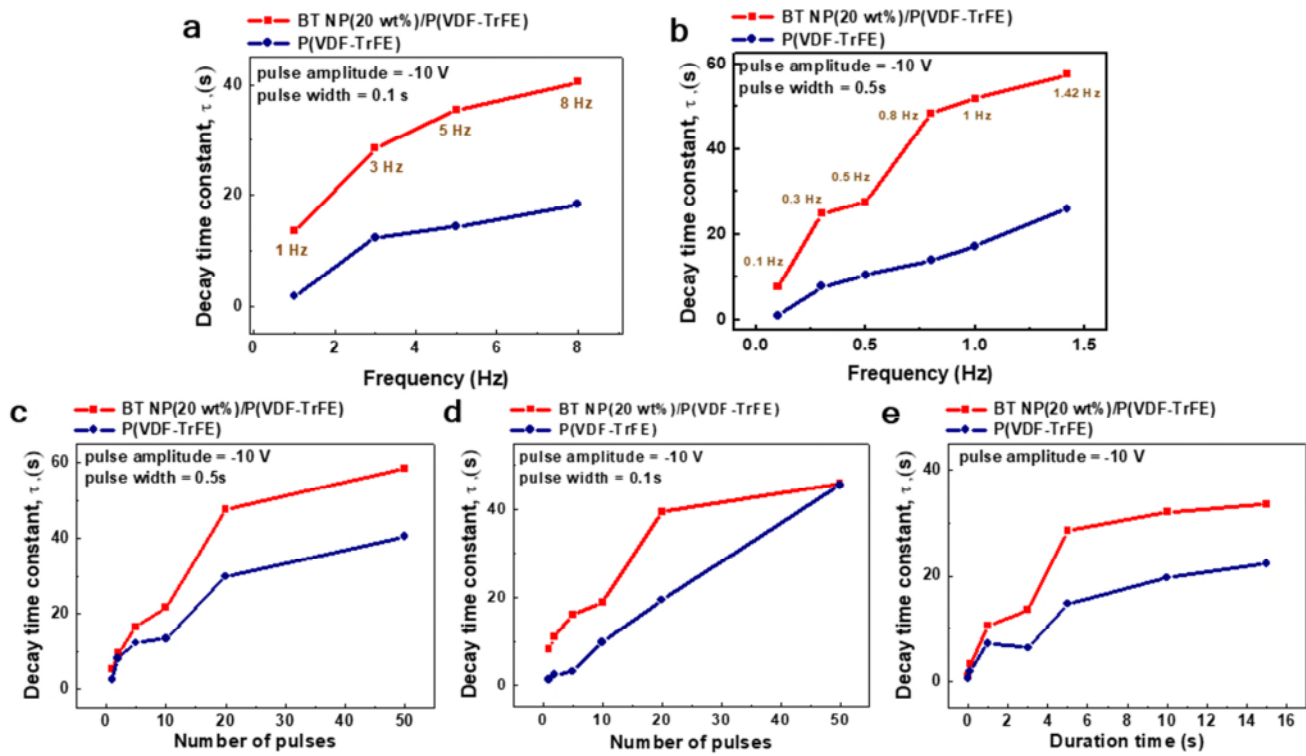 a
BT NP(20 wt%)/P(VDF-TrFE)
P(VDF-TrFE)
pulse amplitude = -10 V
pulse width = 0.1 s
Decay time constant, τ,(s)
40
20
0
1 Hz
3 Hz
5 Hz
8 Hz
0 2 4 6 8
Frequency (Hz)
b
BT NP(20 wt%)/P(VDF-TrFE)
P(VDF-TrFE)
pulse amplitude = -10 V
pulse width = 0.5s
Decay time constant, τ,(s)
60
40
20
0
0.1 Hz
0.3 Hz
0.5 Hz
0.8 Hz
1 Hz
1.42 Hz
0.0 0.5 1.0 1.5
Frequency (Hz)
c
BT NP(20 wt%)/P(VDF-TrFE)
P(VDF-TrFE)
pulse amplitude = -10 V
pulse width = 0.5s
Decay time constant, τ,(s)
60
40
20
0
0 10 20 30 40 50
Number of pulses
d
BT NP(20 wt%)/P(VDF-TrFE)
P(VDF-TrFE)
pulse amplitude = -10 V
pulse width = 0.1s
Decay time constant, τ,(s)
40
20
0
0 10 20 30 40 50
Number of pulses
e
BT NP(20 wt%)/P(VDF-TrFE)
P(VDF-TrFE)
pulse amplitude = -10 V
Decay time constant, τ,(s)
40
20
0
0 2 4 6 8 10 12 14 16
Duration time (s)